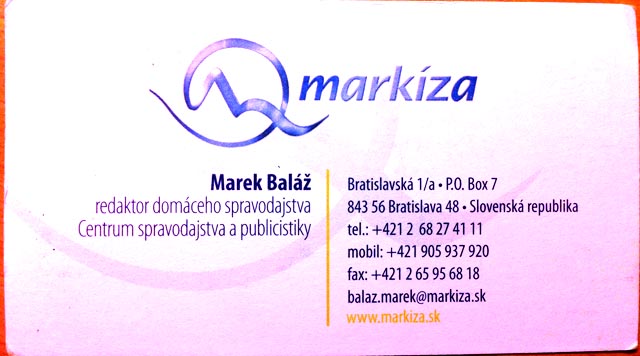 markíza
Marek Baláž
redaktor domáceho spravodajstva
Centrum spravodajstva a publicistiky
Bratislavská 1/a • P.O. Box 7
843 56 Bratislava 48 • Slovenská republika
tel.: +421 2 68 27 41 11
mobil: +421 905 937 920
fax: +421 2 65 95 68 18
balaz.marek@markiza.sk
www.markiza.sk